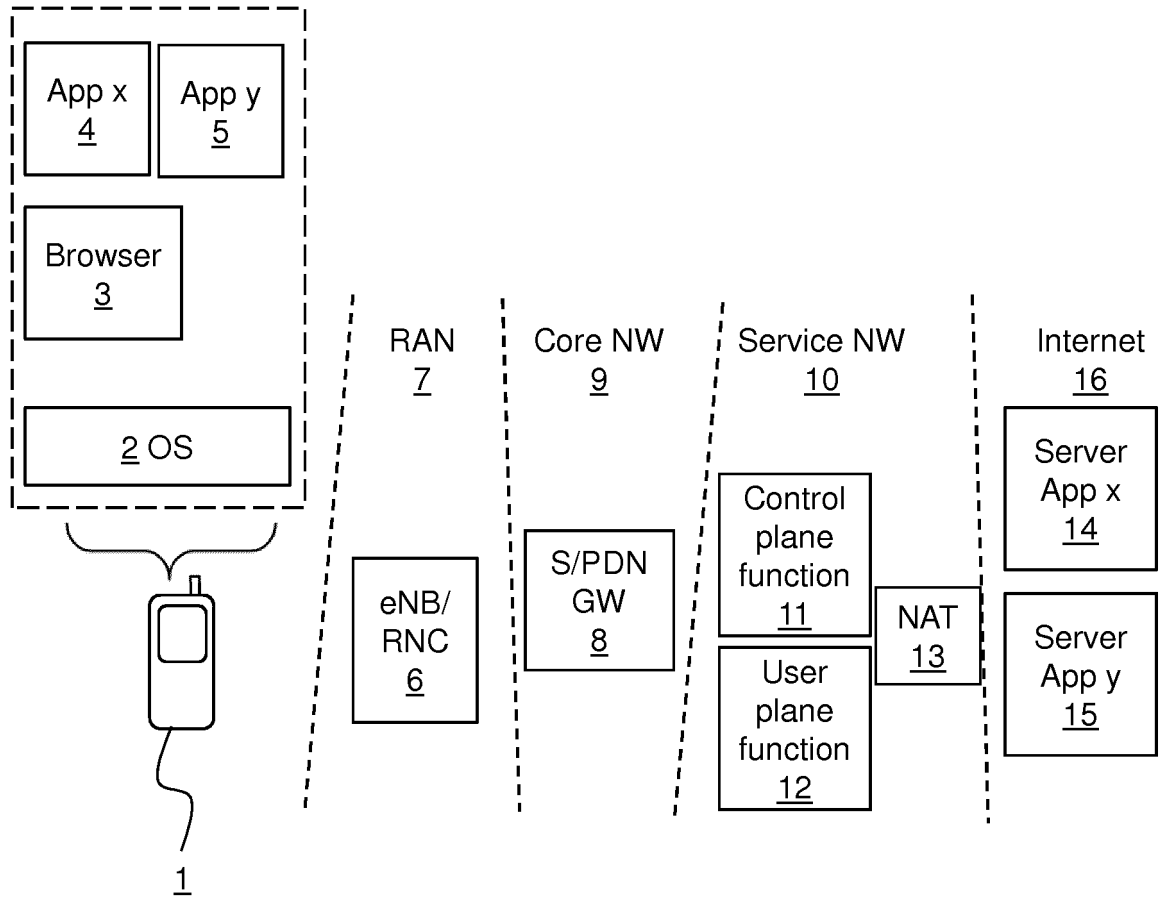 App x
4
App y
5
Browser
3
2 OS
1
RAN
7
eNB/
RNC
6
Core NW
9
S/PDN
GW
8
Service NW
10
Control
plane
function
11
User
plane
function
12
NAT
13
Internet
16
Server
App x
14
Server
App y
15